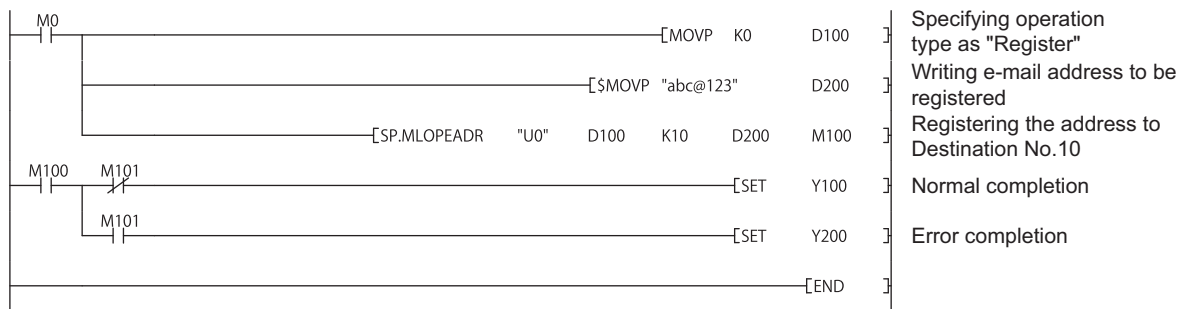 M0
[MOVP K0 D100 ]
Specifying operation
type as "Register"
[$MOVP "abc@123" D200 ]
Writing e-mail address to be
registered
[SP.MLOPEADR "U0" D100 K10 D200 M100 ]
Registering the address to
Destination No.10
M100 M101
[SET Y100 ]
Normal completion
M101
[SET Y200 ]
Error completion
[END ]